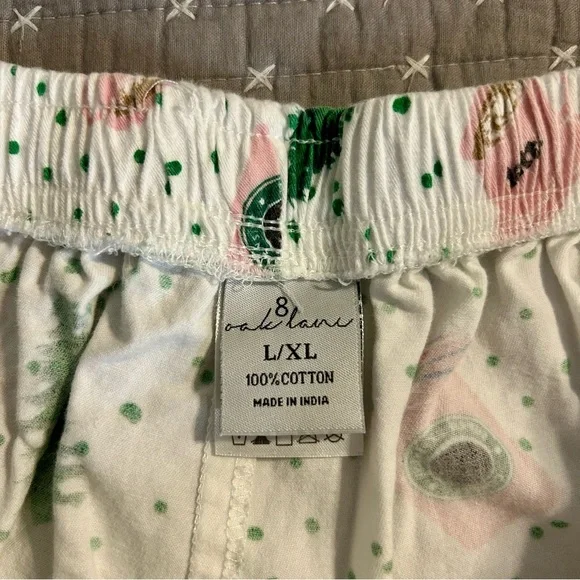 8
oak lane
L/XL
100%COTTON
MADE IN INDIA